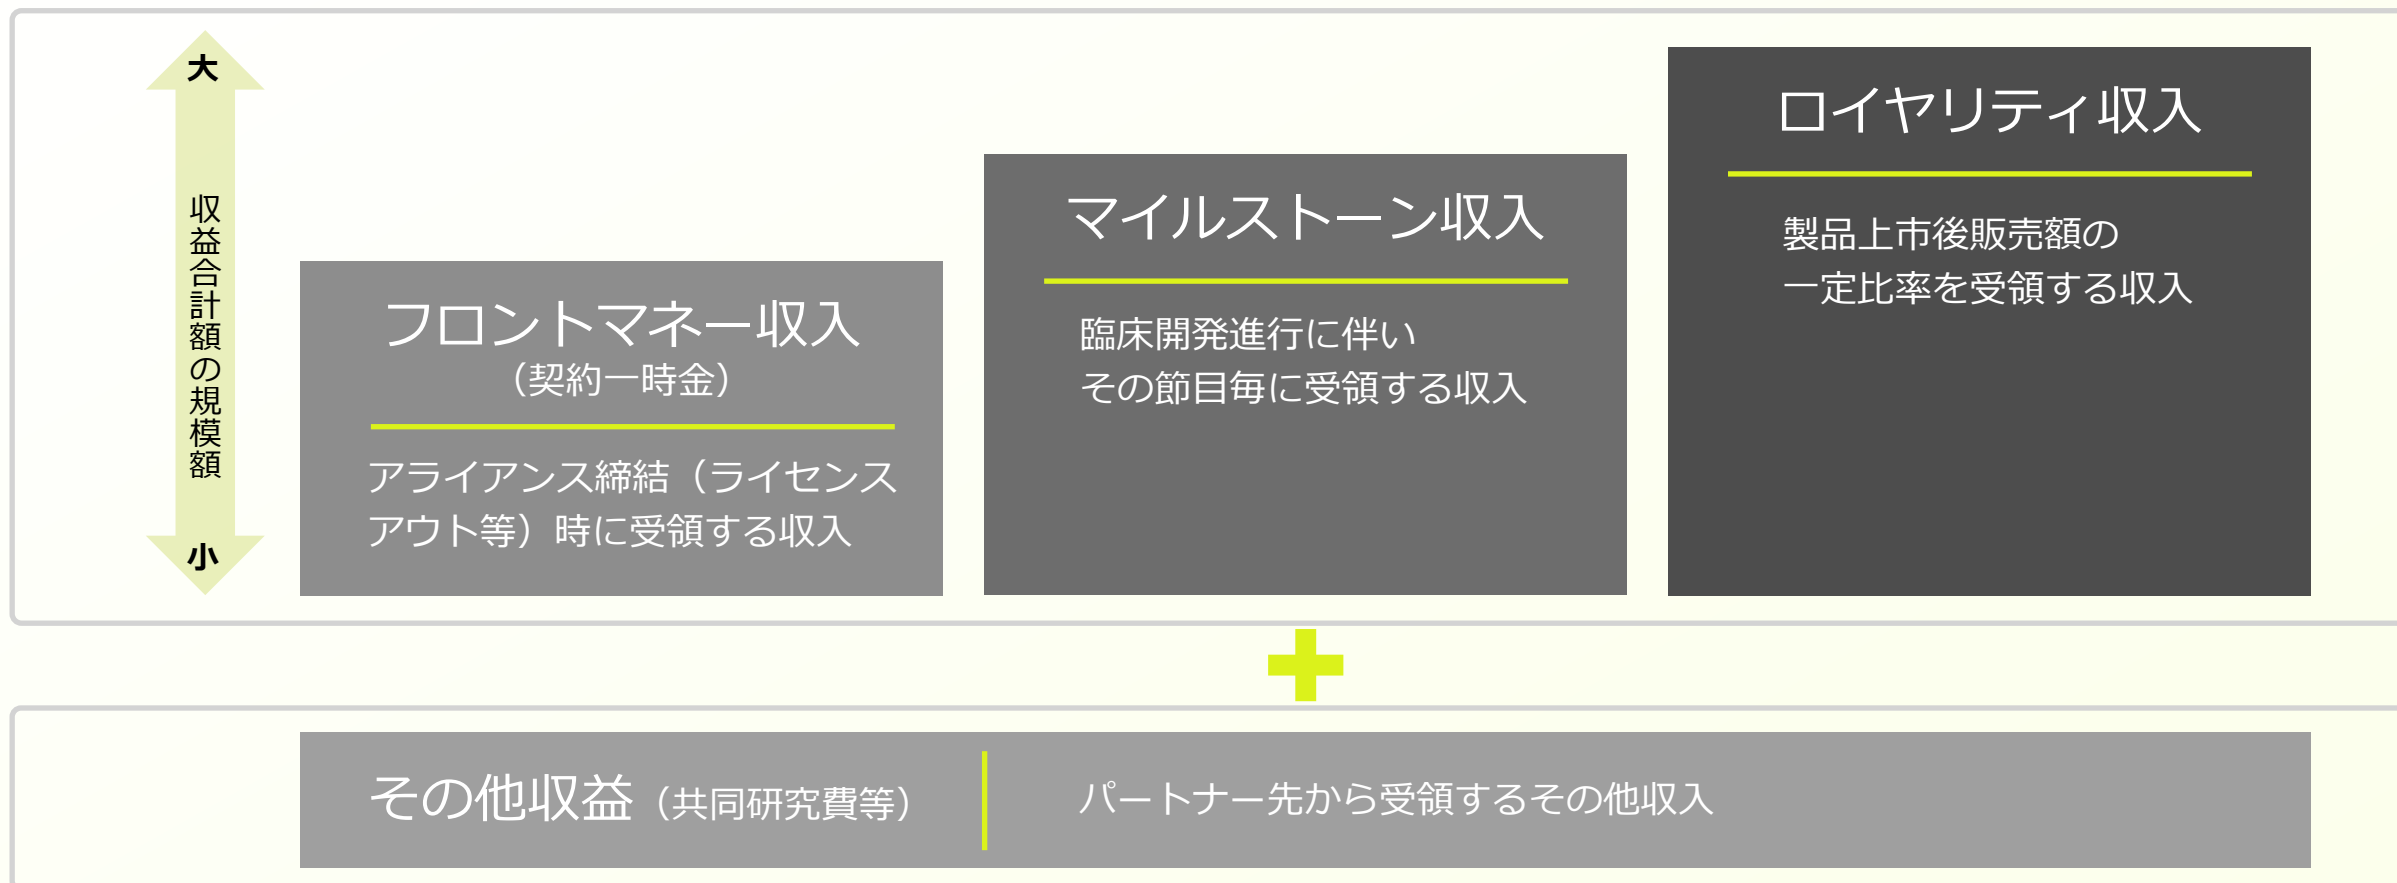 大
収益合計額の規模額
小
フロントマネー収入
（契約一時金）
アライアンス締結（ライセンス
アウト等）時に受領する収入
マイルストーン収入
臨床開発進行に伴い
その節目毎に受領する収入
ロイヤリティ収入
製品上市後販売額の
一定比率を受領する収入
その他収益（共同研究費等）
パートナー先から受領するその他収入